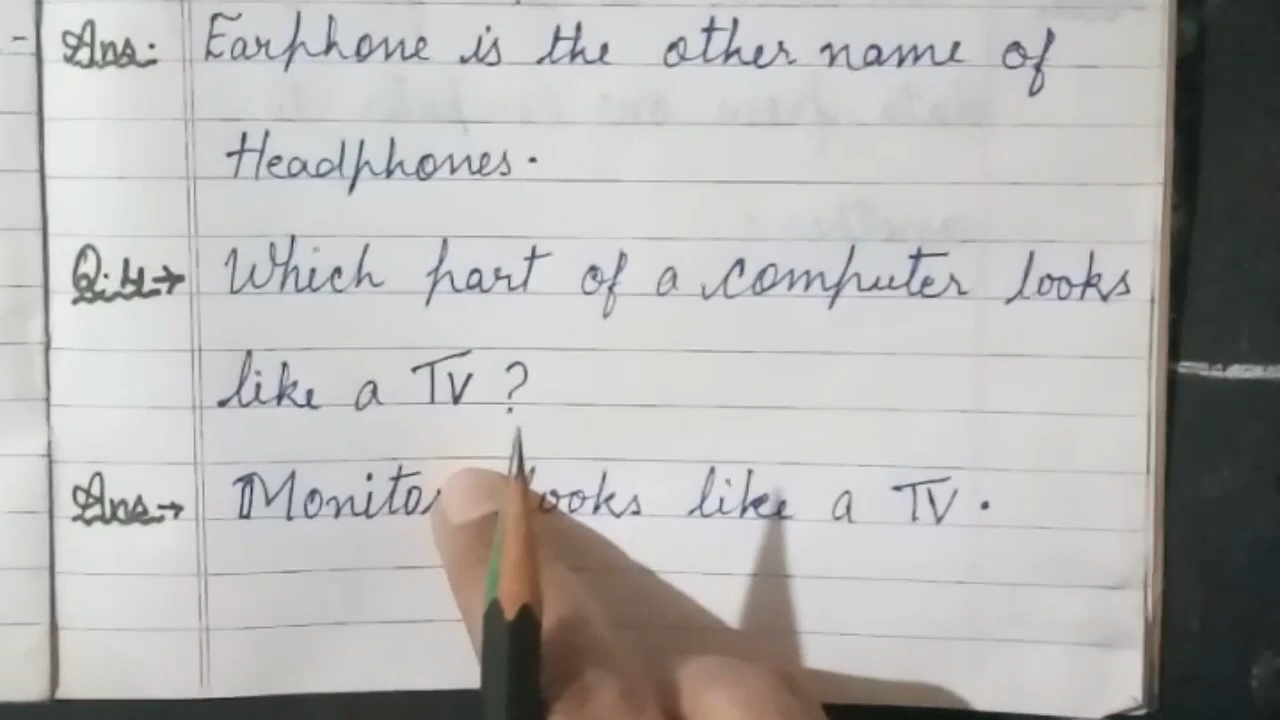 Ans: Earphone is the other name of
Headphones.
Which part of a computer looks
like a TV ?
Ans→ Monitor looks like a TV.